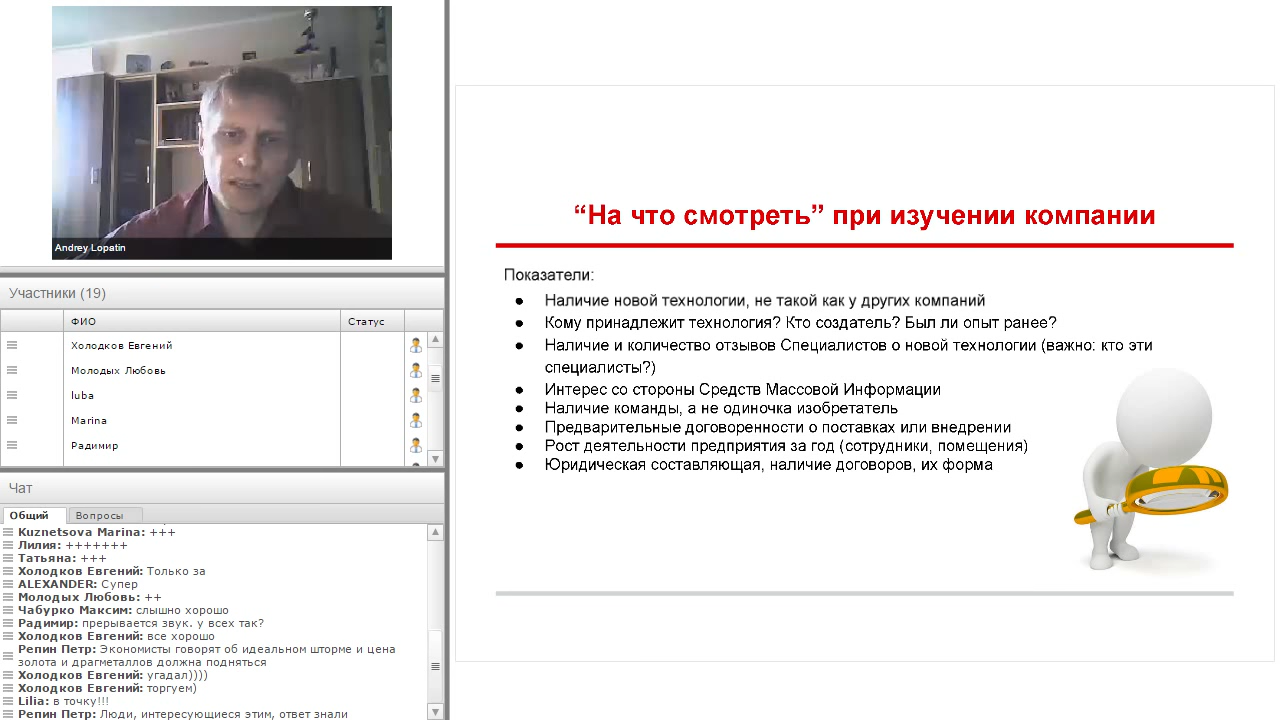 Andrey Lopatin
Участники (19)
ФИО
Статус
Холодков Евгений
Молодых Любовь
luba
Marina
Радимир
Чат
Общий
Вопросы
Kuznetsova Marina: +++
Лилия: +++++++
Татьяна: +++
Холодков Евгений: Только за
ALEXANDER: Супер
Молодых Любовь: ++
Чабурко Максим: слышно хорошо
Радимир: прерывается звук. у всех так?
Холодков Евгений: все хорошо
Репин Петр: Экономисты говорят об идеальном шторме и цена
золота и драгметаллов должна подняться
Холодков Евгений: угадал))))
Холодков Евгений: торгуем)
Lilia: в точку!!!
Репин Петр: Люди, интересующиеся этим, ответ знали
“На что смотреть” при изучении компании
Показатели:
● Наличие новой технологии, не такой как у других компаний
● Кому принадлежит технология? Кто создатель? Был ли опыт ранее?
● Наличие и количество отзывов Специалистов о новой технологии (важно: кто эти
специалисты?)
● Интерес со стороны Средств Массовой Информации
● Наличие команды, а не одиночка изобретатель
● Предварительные договоренности о поставках или внедрении
● Рост деятельности предприятия за год (сотрудники, помещения)
● Юридическая составляющая, наличие договоров, их форма